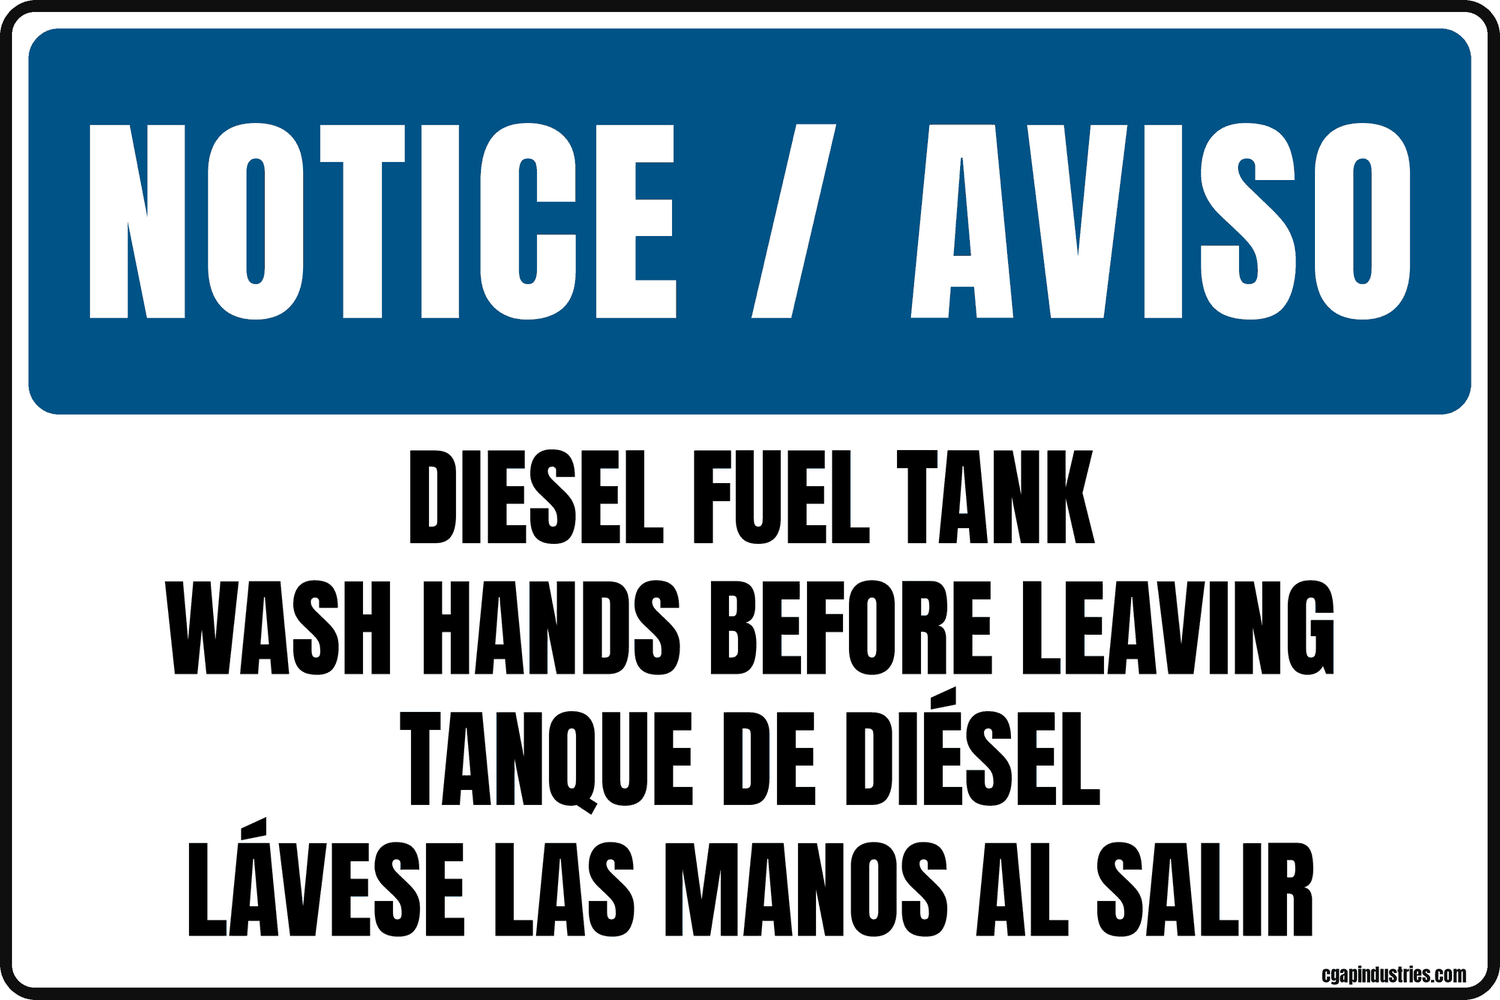 NOTICE / AVISO
DIESEL FUEL TANK
WASH HANDS BEFORE LEAVING
TANQUE DE DIÉSEL
LÁVESE LAS MANOS AL SALIR
cgapindustries.com